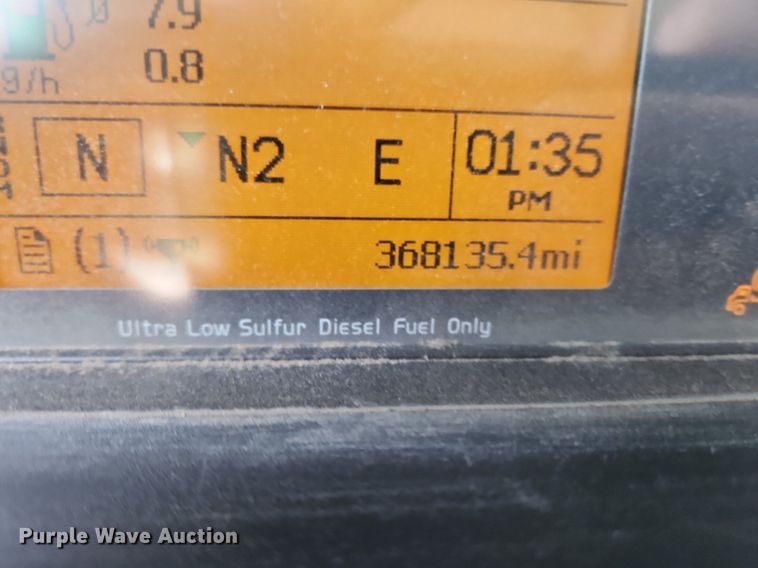 7.9
g/h 0.8
N N2 E 01:35
PM
(1) 368135.4mi
Ultra Low Sulfur Diesel Fuel Only
Purple Wave Auction